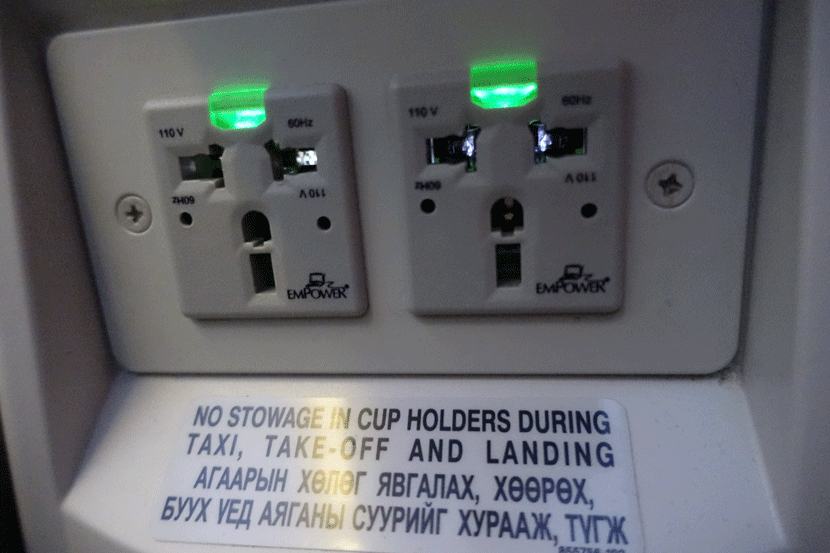 110 V 60Hz
60Hz 110 V
EMPOWER®
110 V 60Hz
60Hz 110 V
EMPOWER®
NO STOWAGE IN CUP HOLDERS DURING
TAXI, TAKE-OFF AND LANDING
АГААРЫН ХӨЛӨГ ЯВГАЛАХ, ХӨӨРӨХ,
БУУХ ҮЕД АЯГАНЫ СУУРИЙГ ХУРААЖ, ТҮГЖ